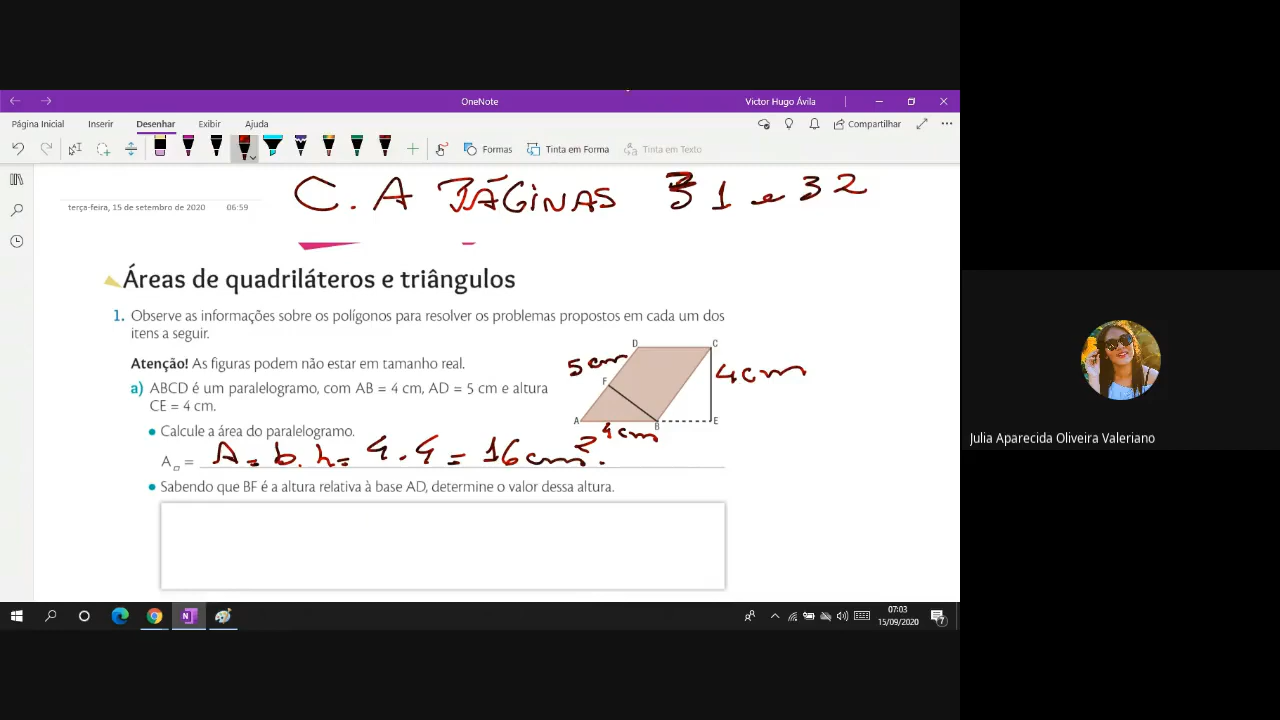 OneNote
Victor Hugo Ávila
Página Inicial Inserir Desenhar Exibir Ajuda
Compartilhar
Formas Tinta em Forma Tinta em Texto
C. A PÁGINAS 31 e 32
terça-feira, 15 de setembro de 2020 06:59
Áreas de quadriláteros e triângulos
1. Observe as informações sobre os polígonos para resolver os problemas propostos em cada um dos
itens a seguir.
Atenção! As figuras podem não estar em tamanho real.
a) ABCD é um paralelogramo, com AB = 4 cm, AD = 5 cm e altura
CE = 4 cm.
D C
5 cm
4 cm
F
A B E
4 cm
• Calcule a área do paralelogramo.
A = A = b. h = 4 . 4 = 16 cm².
• Sabendo que BF é a altura relativa à base AD, determine o valor dessa altura.
Julia Aparecida Oliveira Valeriano
07:03
15/09/2020
7